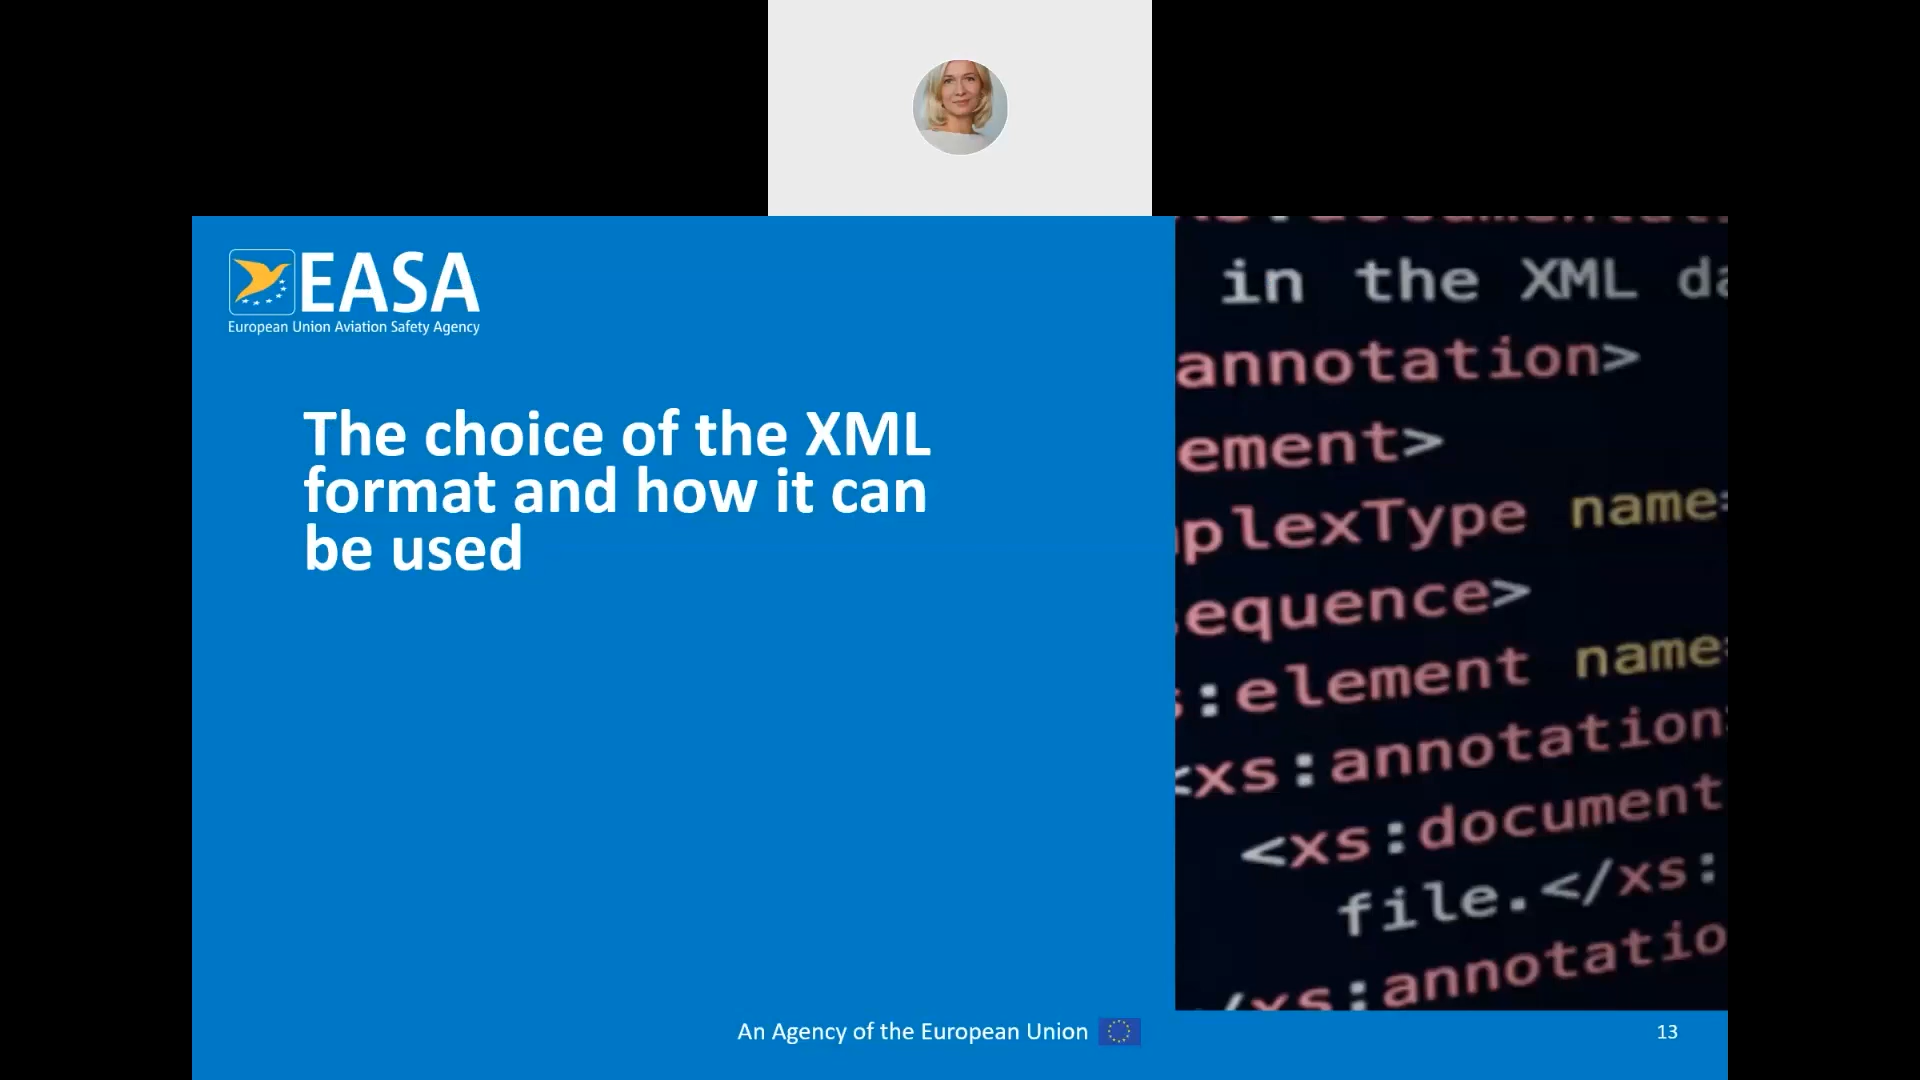 EASA
European Union Aviation Safety Agency
The choice of the XML
format and how it can
be used
in the XML
annotation>
ement>
plexType name=
equence>
:element name=
<xs:annotation
<xs:document
file.</xs:
xs:annotatio
An Agency of the European Union
13